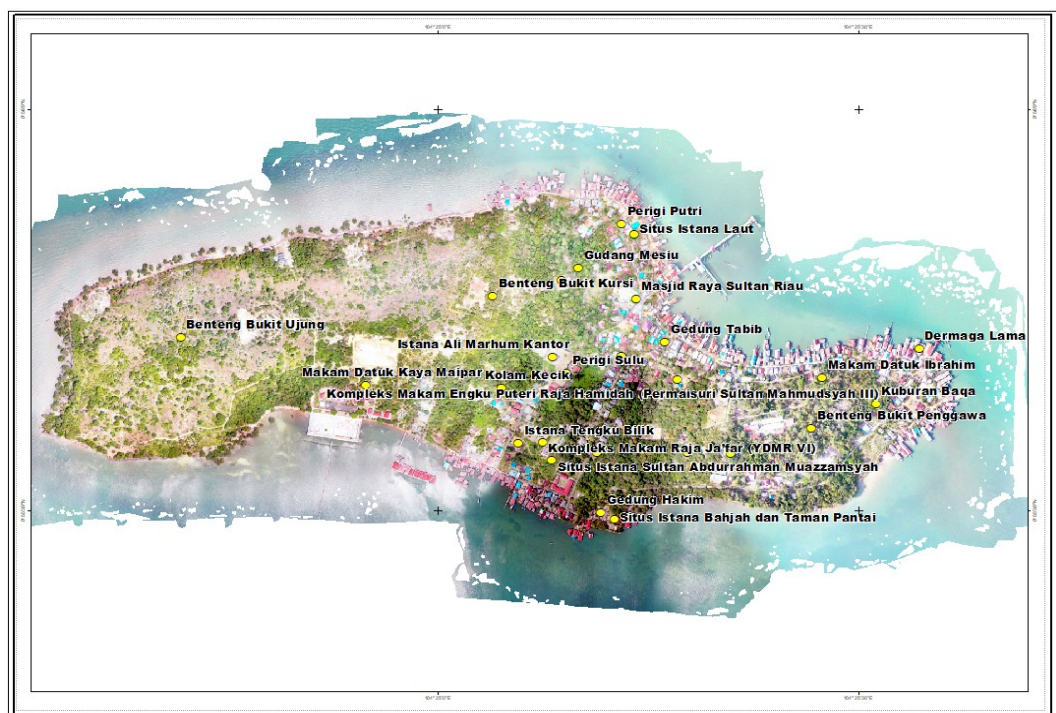 Perigi Putri
Situs Istana Laut
Gudang Mesiu
Benteng Bukit Kursi
Masjid Raya Sultan Riau
Benteng Bukit Ujung
Gedung Tabib
Dermaga Lama
Istana Ali Marhum Kantor
Perigi Sulu
Makam Datuk Ibrahim
Makam Datuk Kaya Maipar
Kolam Kecik
Kompleks Makam Engku Puteri Raja Hamidah (Permaisuri Sultan Mahmudsyah III)
Kuburan Baqa
Benteng Bukit Penggawa
Istana Tengku Bilik
Kompleks Makam Raja Ja'far (YDMR VI)
Situs Istana Sultan Abdurrahman Muazzamsyah
Gedung Hakim
Situs Istana Bahjah dan Taman Pantai